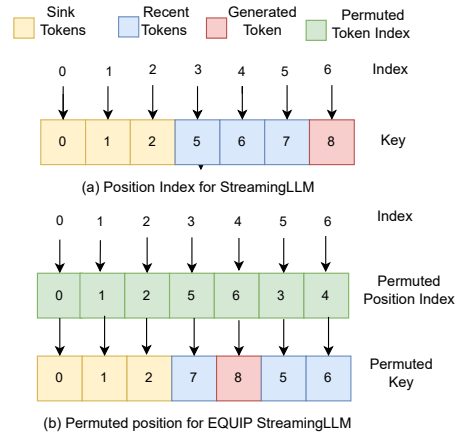 Sink Tokens
Recent Tokens
Generated Token
Permuted Token Index
0 1 2 3 4 5 6 Index
0 1 2 5 6 7 8 Key
(a) Position Index for StreamingLLM
0 1 2 3 4 5 6 Index
0 1 2 5 6 3 4 Permuted Position Index
0 1 2 7 8 5 6 Permuted Key
(b) Permuted position for EQUIP StreamingLLM